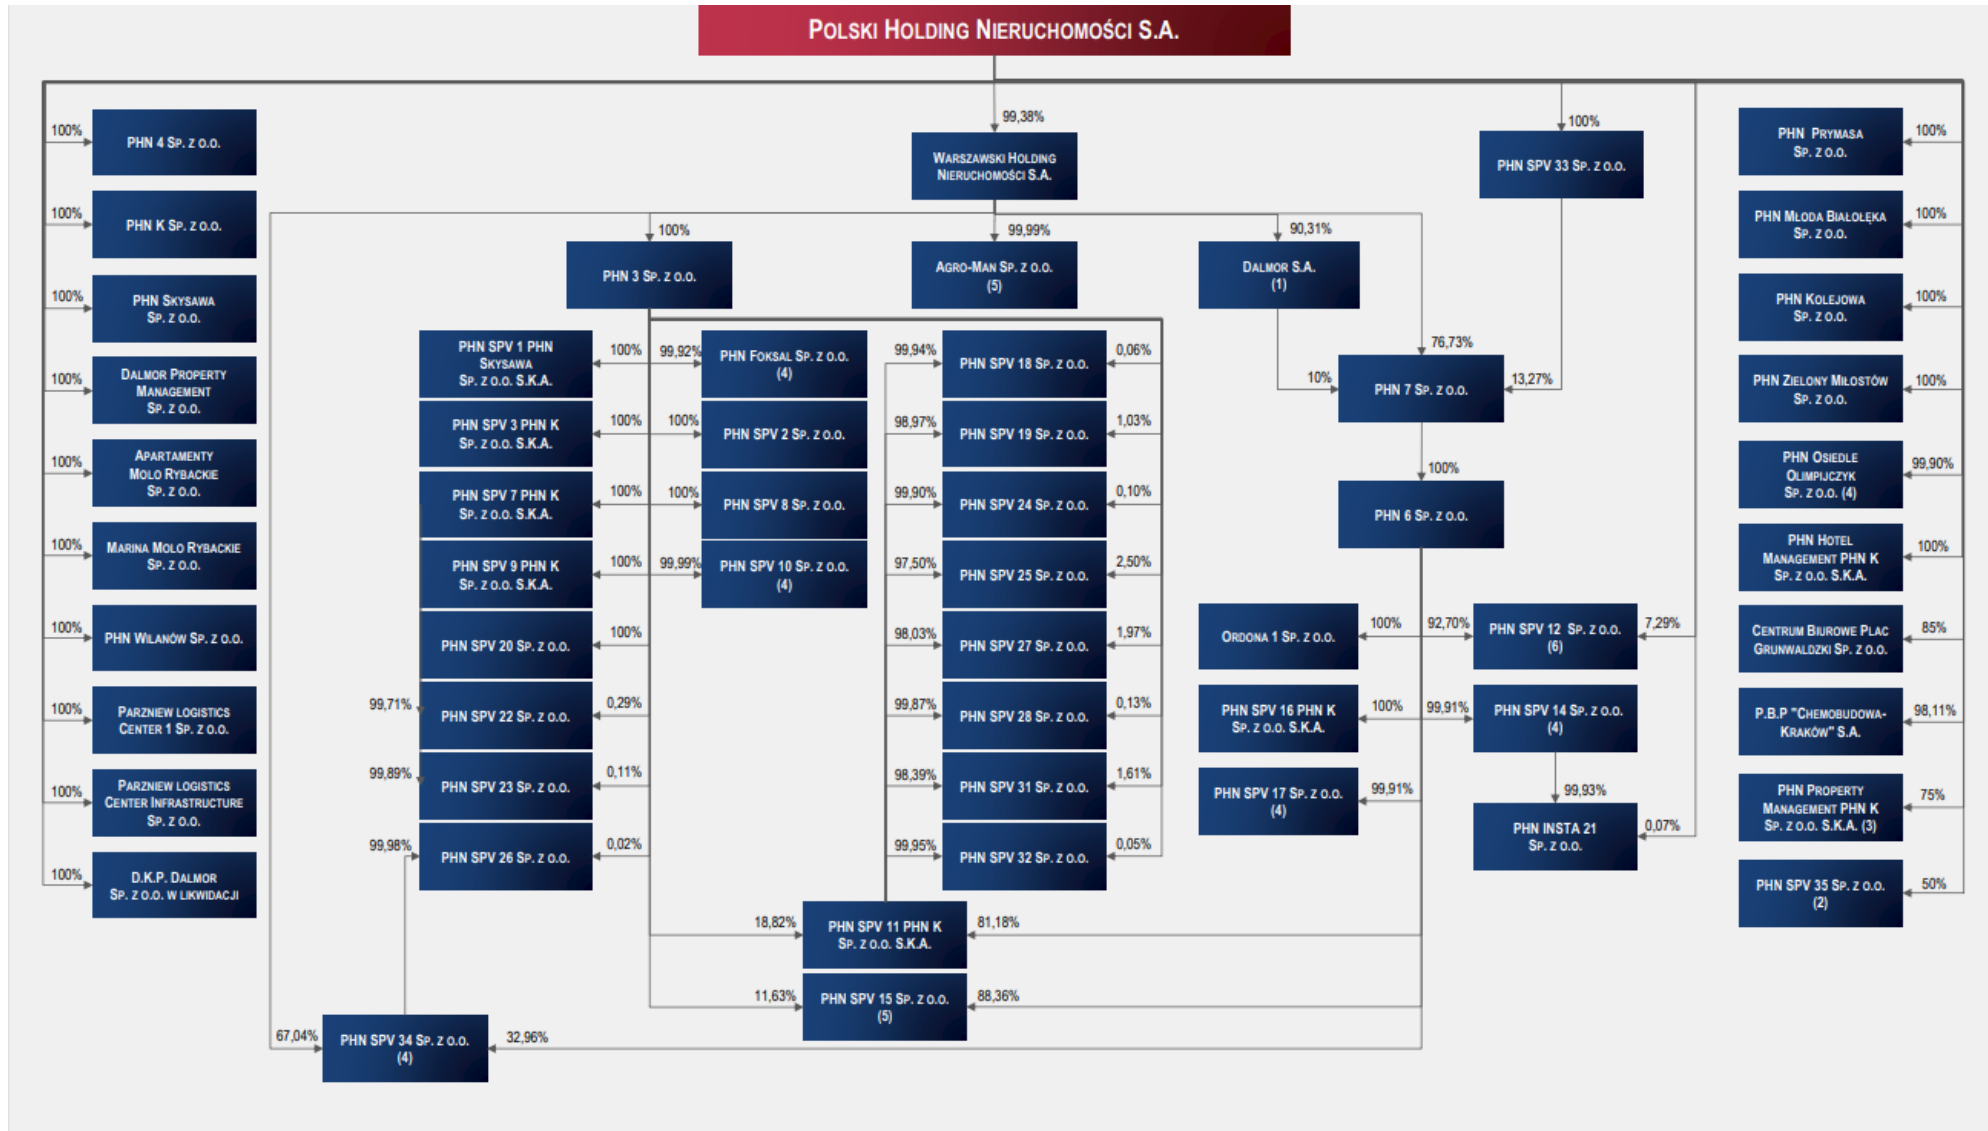 POLSKI HOLDING NIERUCHOMOŚCI S.A.
100%
PHN 4 SP. Z O.O.
100%
PHN K SP. Z O.O.
100%
PHN SKYSAWA
SP. Z O.O.
100%
DALMOR PROPERTY
MANAGEMENT
SP. Z O.O.
100%
APARTAMENTY
MOLO RYBACKIE
SP. Z O.O.
100%
MARINA MOLO RYBACKIE
SP. Z O.O.
100%
PHN WILANÓW SP. Z O.O.
100%
PARZNIEW LOGISTICS
CENTER 1 SP. Z O.O.
100%
PARZNIEW LOGISTICS
CENTER INFRASTRUCTURE
SP. Z O.O.
100%
D.K.P. DALMOR
SP. Z O.O. W LIKWIDACJI
99,38%
WARSZAWSKI HOLDING
NIERUCHOMOŚCI S.A.
100%
PHN SPV 33 SP. Z O.O.
100%
PHN 3 SP. Z O.O.
99,99%
AGRO-MAN SP. Z O.O.
(5)
90,31%
DALMOR S.A.
(1)
PHN SPV 1 PHN
SKYSAWA
SP. Z O.O. S.K.A.
100%
99,92%
PHN FOKSAL SP. Z O.O.
(4)
PHN SPV 3 PHN K
SP. Z O.O. S.K.A.
100%
100%
PHN SPV 2 SP. Z O.O.
PHN SPV 7 PHN K
SP. Z O.O. S.K.A.
100%
100%
PHN SPV 8 SP. Z O.O.
PHN SPV 9 PHN K
SP. Z O.O. S.K.A.
100%
99,99%
PHN SPV 10 SP. Z O.O.
(4)
PHN SPV 20 SP. Z O.O.
100%
99,71%
PHN SPV 22 SP. Z O.O.
0,29%
99,89%
PHN SPV 23 SP. Z O.O.
0,11%
99,98%
PHN SPV 26 SP. Z O.O.
0,02%
99,94%
PHN SPV 18 SP. Z O.O.
0,06%
98,97%
PHN SPV 19 SP. Z O.O.
1,03%
99,90%
PHN SPV 24 SP. Z O.O.
0,10%
97,50%
PHN SPV 25 SP. Z O.O.
2,50%
98,03%
PHN SPV 27 SP. Z O.O.
1,97%
99,87%
PHN SPV 28 SP. Z O.O.
0,13%
98,39%
PHN SPV 31 SP. Z O.O.
1,61%
99,95%
PHN SPV 32 SP. Z O.O.
0,05%
18,82%
PHN SPV 11 PHN K
SP. Z O.O. S.K.A.
81,18%
11,63%
PHN SPV 15 SP. Z O.O.
(5)
88,36%
67,04%
PHN SPV 34 SP. Z O.O.
(4)
32,96%
76,73%
10%
PHN 7 SP. Z O.O.
13,27%
100%
PHN 6 SP. Z O.O.
ORDONA 1 SP. Z O.O.
100%
92,70%
PHN SPV 12 SP. Z O.O.
(6)
7,29%
PHN SPV 16 PHN K
SP. Z O.O. S.K.A.
100%
99,91%
PHN SPV 14 SP. Z O.O.
(4)
PHN SPV 17 SP. Z O.O.
(4)
99,91%
99,93%
PHN INSTA 21
SP. Z O.O.
0,07%
PHN PRYMASA
SP. Z O.O.
100%
PHN MŁODA BIAŁOŁĘKA
SP. Z O.O.
100%
PHN KOLEJOWA
SP. Z O.O.
100%
PHN ZIELONY MIŁOSTÓW
SP. Z O.O.
100%
PHN OSIEDLE
OLIMPIJCZYK
SP. Z O.O. (4)
99,90%
PHN HOTEL
MANAGEMENT PHN K
SP. Z O.O. S.K.A.
100%
CENTRUM BIUROWE PLAC
GRUNWALDZKI SP. Z O.O.
85%
P.B.P "CHEMOBUDOWA-
KRAKÓW" S.A.
98,11%
PHN PROPERTY
MANAGEMENT PHN K
SP. Z O.O. S.K.A. (3)
75%
PHN SPV 35 SP. Z O.O.
(2)
50%